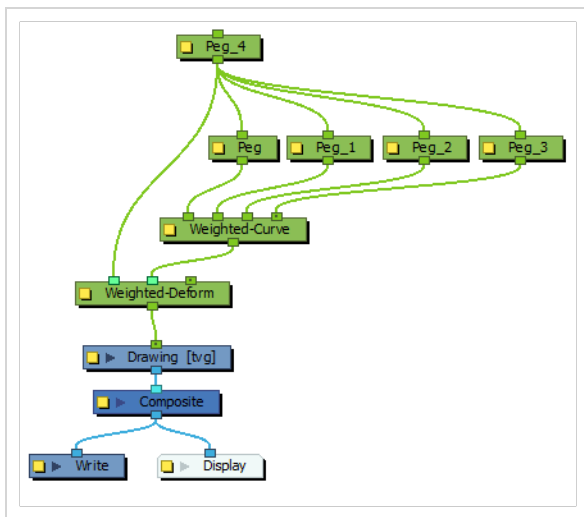 Peg_4
Peg
Peg_1
Peg_2
Peg_3
Weighted-Curve
Weighted-Deform
Drawing [tvg]
Composite
Write
Display